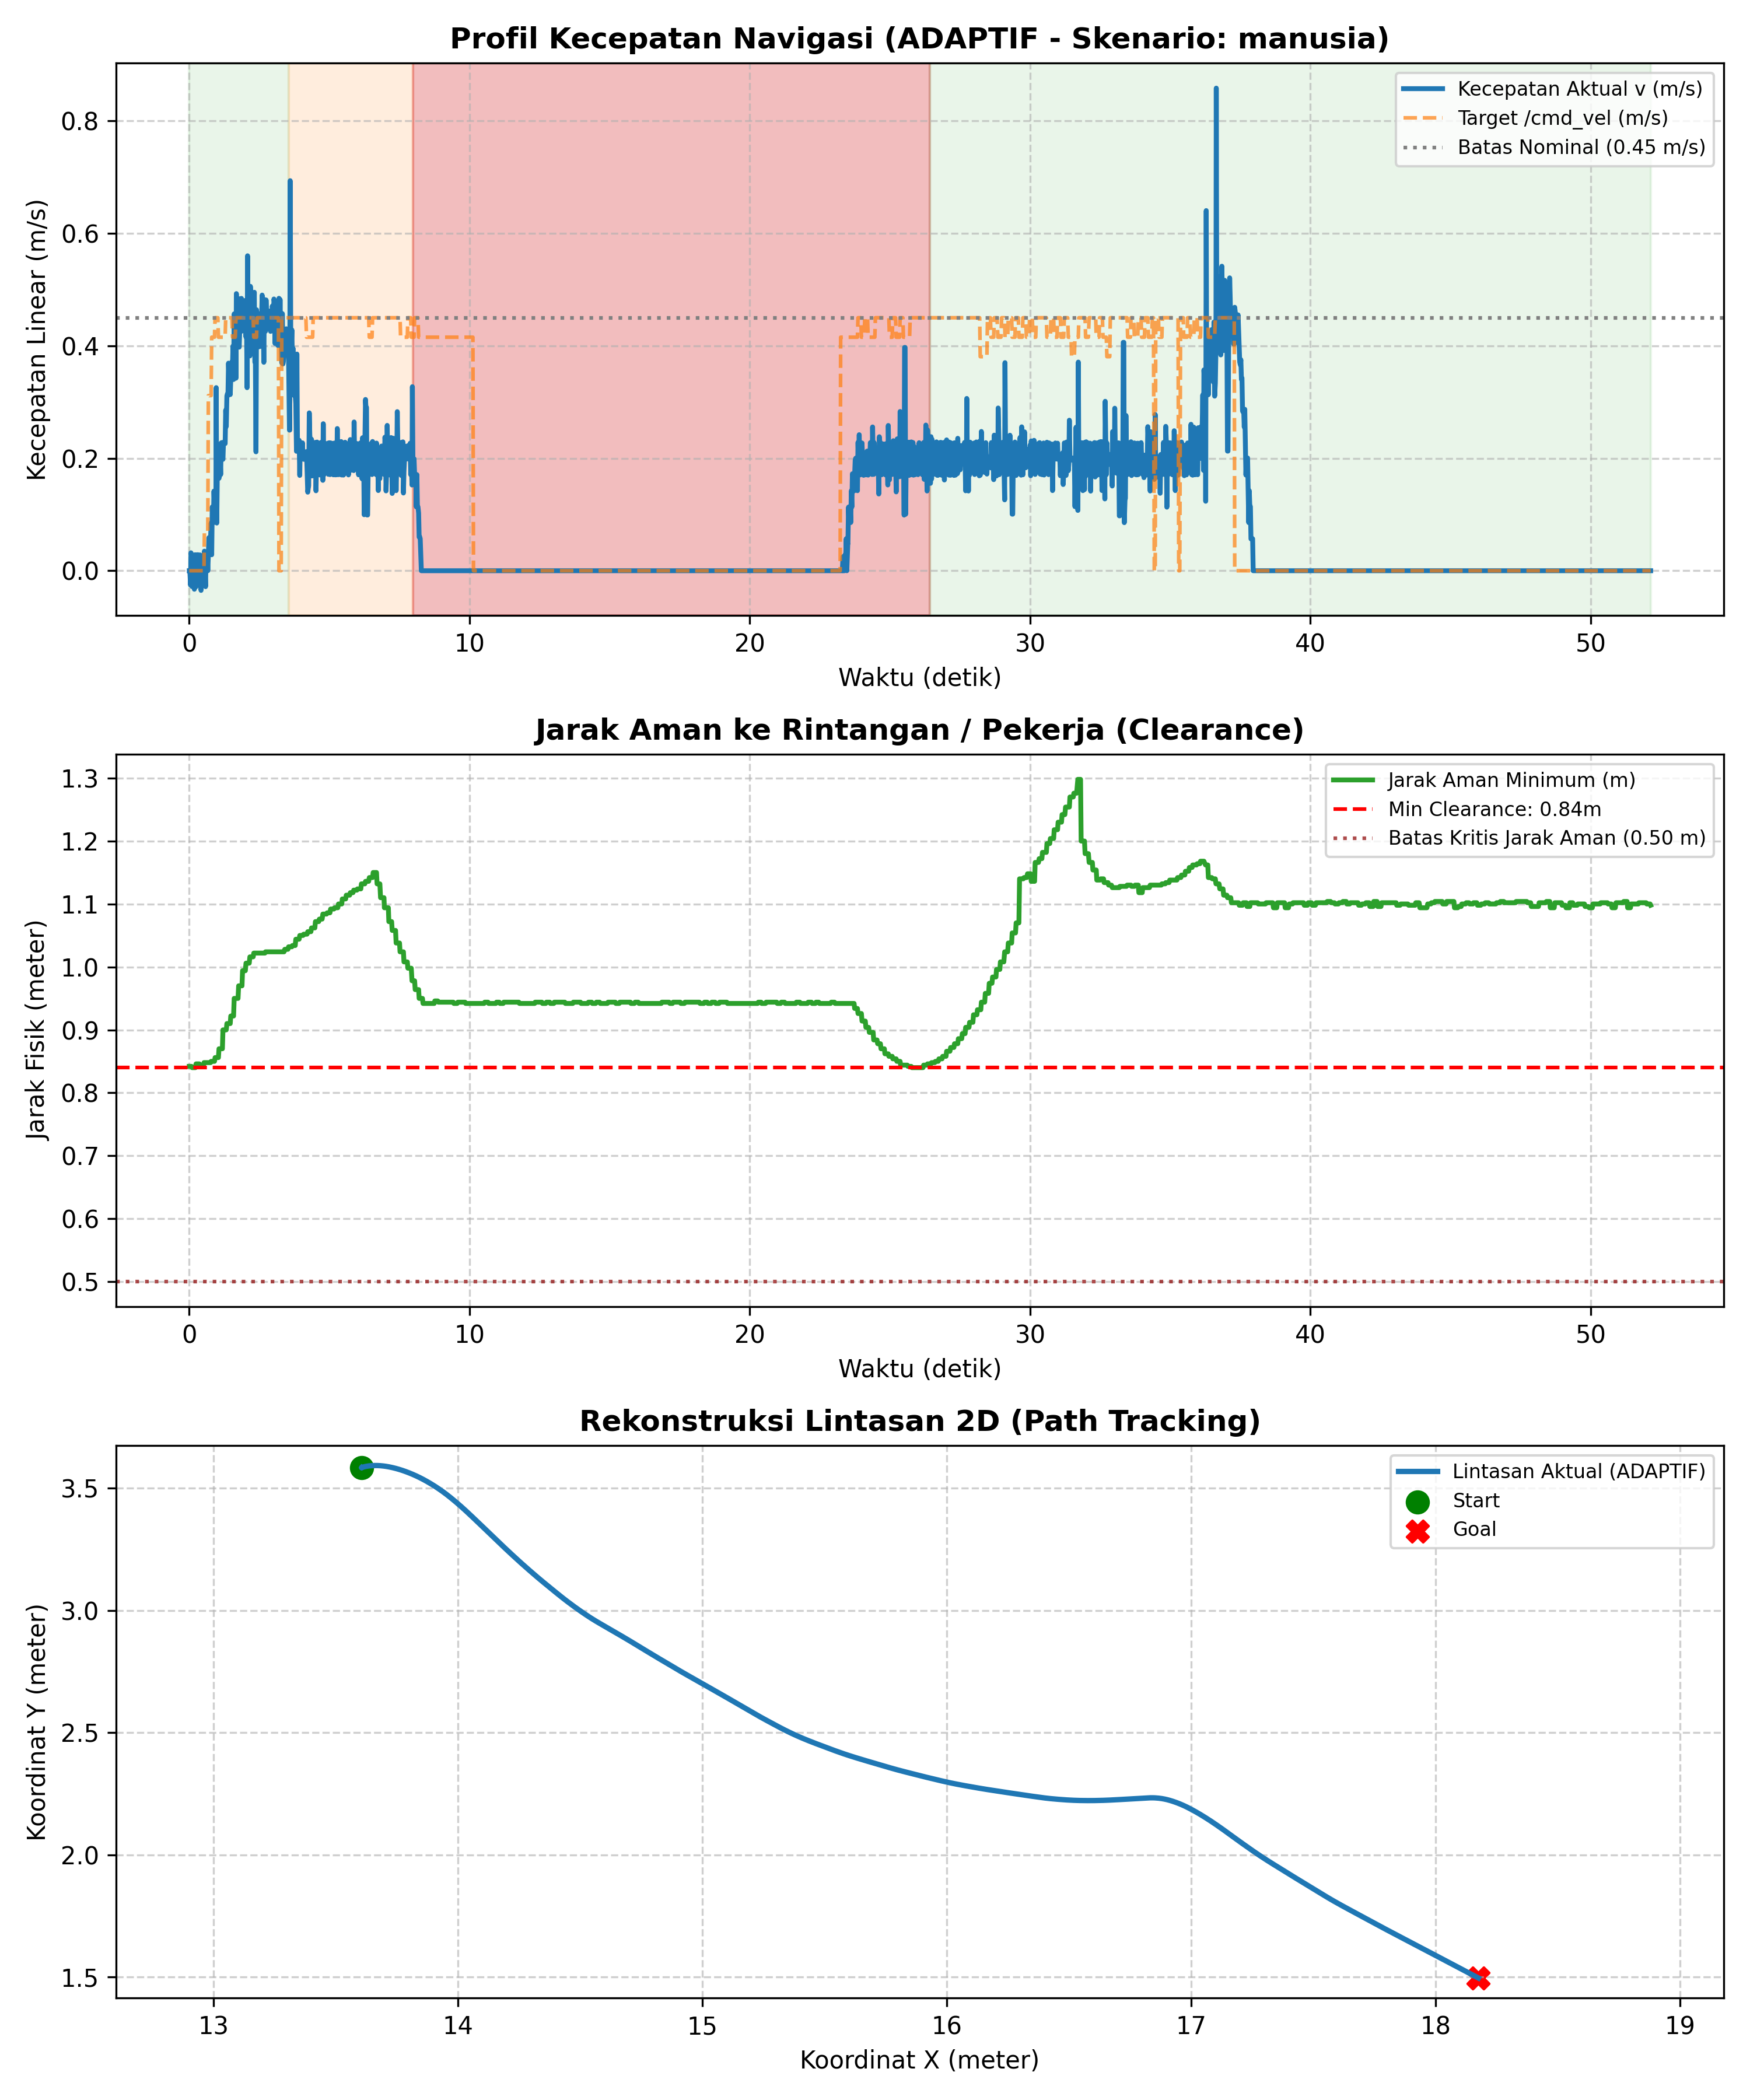 Profil Kecepatan Navigasi (ADAPTIF - Skenario: manusia)
Kecepatan Linear (m/s)
0.8
0.6
0.4
0.2
0.0
Kecepatan Aktual v (m/s)
Target /cmd_vel (m/s)
Batas Nominal (0.45 m/s)
0 10 20 30 40 50
Waktu (detik)
Jarak Aman ke Rintangan / Pekerja (Clearance)
Jarak Fisik (meter)
1.3
1.2
1.1
1.0
0.9
0.8
0.7
0.6
0.5
Jarak Aman Minimum (m)
Min Clearance: 0.84m
Batas Kritis Jarak Aman (0.50 m)
0 10 20 30 40 50
Waktu (detik)
Rekonstruksi Lintasan 2D (Path Tracking)
Koordinat Y (meter)
3.5
3.0
2.5
2.0
1.5
Lintasan Aktual (ADAPTIF)
Start
Goal
13 14 15 16 17 18 19
Koordinat X (meter)